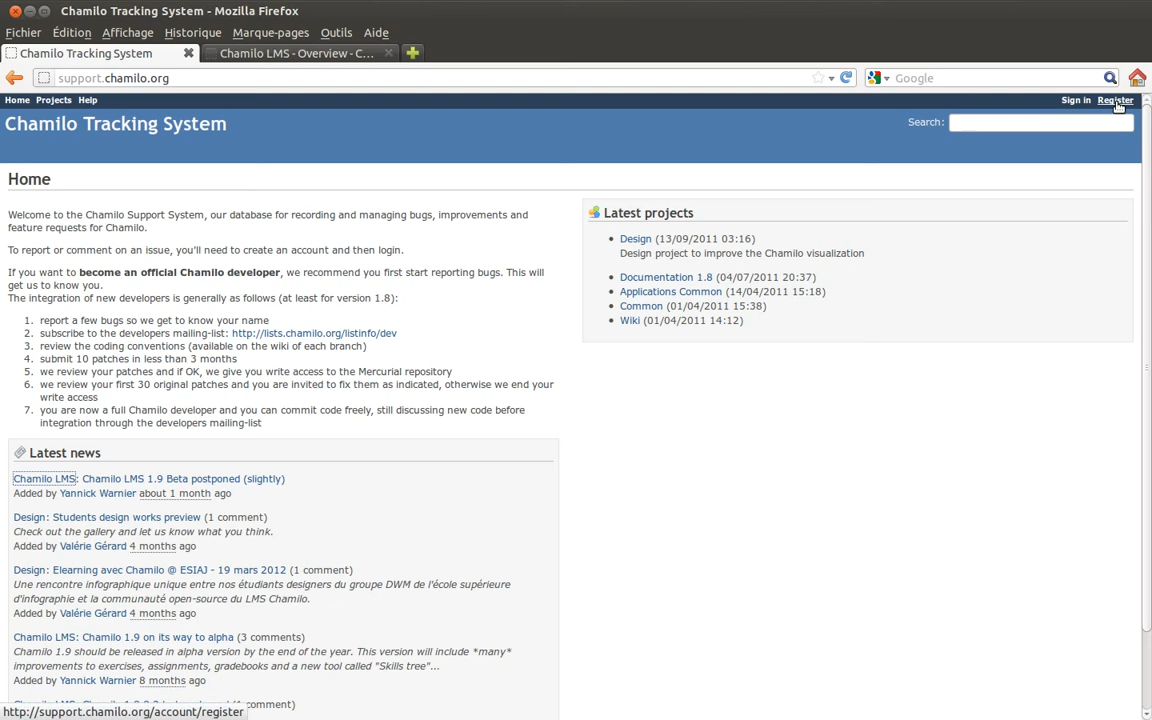 Chamilo Tracking System - Mozilla Firefox
Fichier Édition Affichage Historique Marque-pages Outils Aide
Chamilo Tracking System Chamilo LMS - Overview - C...
support.chamilo.org Google
Home Projects Help Sign in Register
Chamilo Tracking System Search:
Home
Welcome to the Chamilo Support System, our database for recording and managing bugs, improvements and
feature requests for Chamilo.
To report or comment on an issue, you'll need to create an account and then login.
If you want to become an official Chamilo developer, we recommend you first start reporting bugs. This will
get us to know you.
The integration of new developers is generally as follows (at least for version 1.8):
1. report a few bugs so we get to know your name
2. subscribe to the developers mailing-list: http://lists.chamilo.org/listinfo/dev
3. review the coding conventions (available on the wiki of each branch)
4. submit 10 patches in less than 3 months
5. we review your patches and if OK, we give you write access to the Mercurial repository
6. we review your first 30 original patches and you are invited to fix them as indicated, otherwise we end your
write access
7. you are now a full Chamilo developer and you can commit code freely, still discussing new code before
integration through the developers mailing-list
Latest news
Chamilo LMS: Chamilo LMS 1.9 Beta postponed (slightly)
Added by Yannick Warnier about 1 month ago
Design: Students design works preview (1 comment)
Check out the gallery and let us know what you think.
Added by Valérie Gérard 4 months ago
Design: Elearning avec Chamilo @ ESIAJ - 19 mars 2012 (1 comment)
Une rencontre infographique unique entre nos étudiants designers du groupe DWM de l'école supérieure
d'infographie et la communauté open-source du LMS Chamilo.
Added by Valérie Gérard 4 months ago
Chamilo LMS: Chamilo 1.9 on its way to alpha (3 comments)
Chamilo 1.9 should be released in alpha version by the end of the year. This version will include *many*
improvements to exercises, assignments, gradebooks and a new tool called "Skills tree"...
Added by Yannick Warnier 8 months ago
comment)
http://support.chamilo.org/account/register
Latest projects
Design (13/09/2011 03:16)
Design project to improve the Chamilo visualization
Documentation 1.8 (04/07/2011 20:37)
Applications Common (14/04/2011 15:18)
Common (01/04/2011 15:38)
Wiki (01/04/2011 14:12)